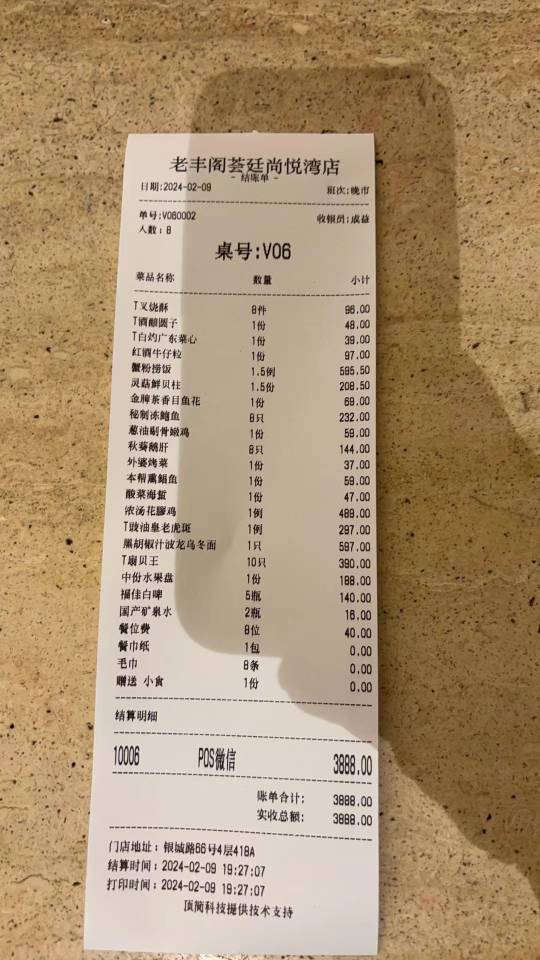 老丰阁荟廷尚悦湾店
- 结账单 -
日期:2024-02-09 班次:晚市
单号:V060002 收银员:成益
人数:8
桌号:V06
菜品名称 数量 小计
T叉烧酥 8件 96.00
T酒酿圆子 1份 48.00
T白灼广东菜心 1份 39.00
红酒牛仔粒 1份 97.00
蟹粉捞饭 1.5例 595.50
灵菇鲜贝柱 1.5份 208.50
金牌茶香目鱼花 1份 69.00
秘制冻鲍鱼 8只 232.00
葱油剔骨嫩鸡 1份 59.00
秋葵鹅肝 8只 144.00
外婆烤菜 1份 37.00
本帮熏鲳鱼 1份 59.00
酸菜海蜇 1份 47.00
浓汤花胶鸡 1例 489.00
T豉油皇老虎斑 1例 297.00
黑胡椒汁波龙乌冬面 1只 597.00
T扇贝王 10只 390.00
中份水果盘 1份 188.00
福佳白啤 5瓶 140.00
国产矿泉水 2瓶 16.00
餐位费 8位 40.00
餐巾纸 1包 0.00
毛巾 8条 0.00
赠送 小食 1份 0.00
结算明细
10006 POS微信 3888.00
账单合计: 3888.00
实收总额: 3888.00
门店地址: 银城路66号4层418A
结算时间: 2024-02-09 19:27:07
打印时间: 2024-02-09 19:27:07
顶简科技提供技术支持